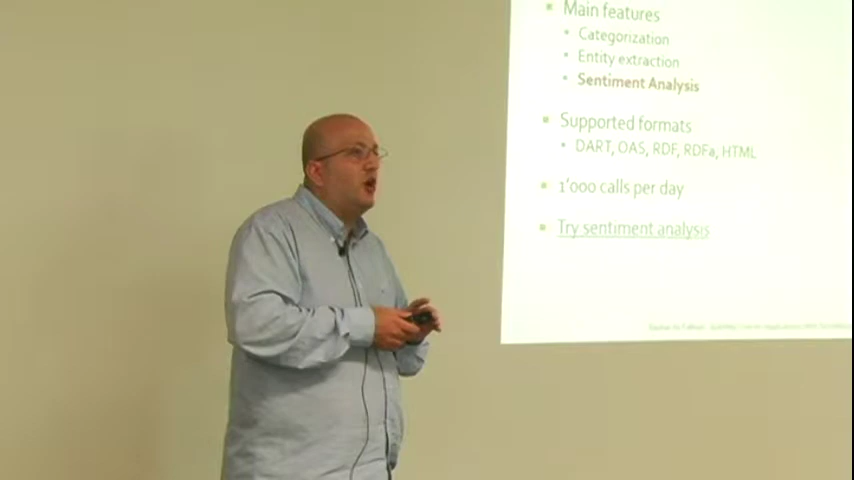 Main features
Categorization
Entity extraction
Sentiment Analysis
Supported formats
DART, OAS, RDF, RDFa, HTML
1'000 calls per day
Try sentiment analysis